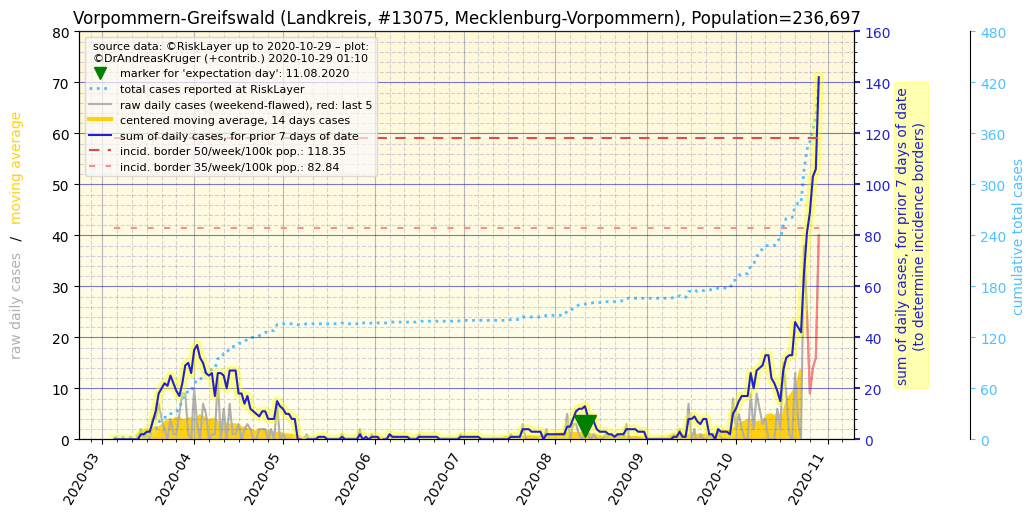 Vorpommern-Greifswald (Landkreis, #13075, Mecklenburg-Vorpommern), Population=236,697
source data: ©RiskLayer up to 2020-10-29 – plot:
©DrAndreasKruger (+contrib.) 2020-10-29 01:10
marker for 'expectation day': 11.08.2020
total cases reported at RiskLayer
raw daily cases (weekend-flawed), red: last 5
centered moving average, 14 days cases
sum of daily cases, for prior 7 days of date
incid. border 50/week/100k pop.: 118.35
incid. border 35/week/100k pop.: 82.84
raw daily cases / moving average
80
70
60
50
40
30
20
10
0
160
140
120
100
80
60
40
20
0
sum of daily cases, for prior 7 days of date
(to determine incidence borders)
480
420
360
300
240
180
120
60
0
cumulative total cases
2020-03
2020-04
2020-05
2020-06
2020-07
2020-08
2020-09
2020-10
2020-11